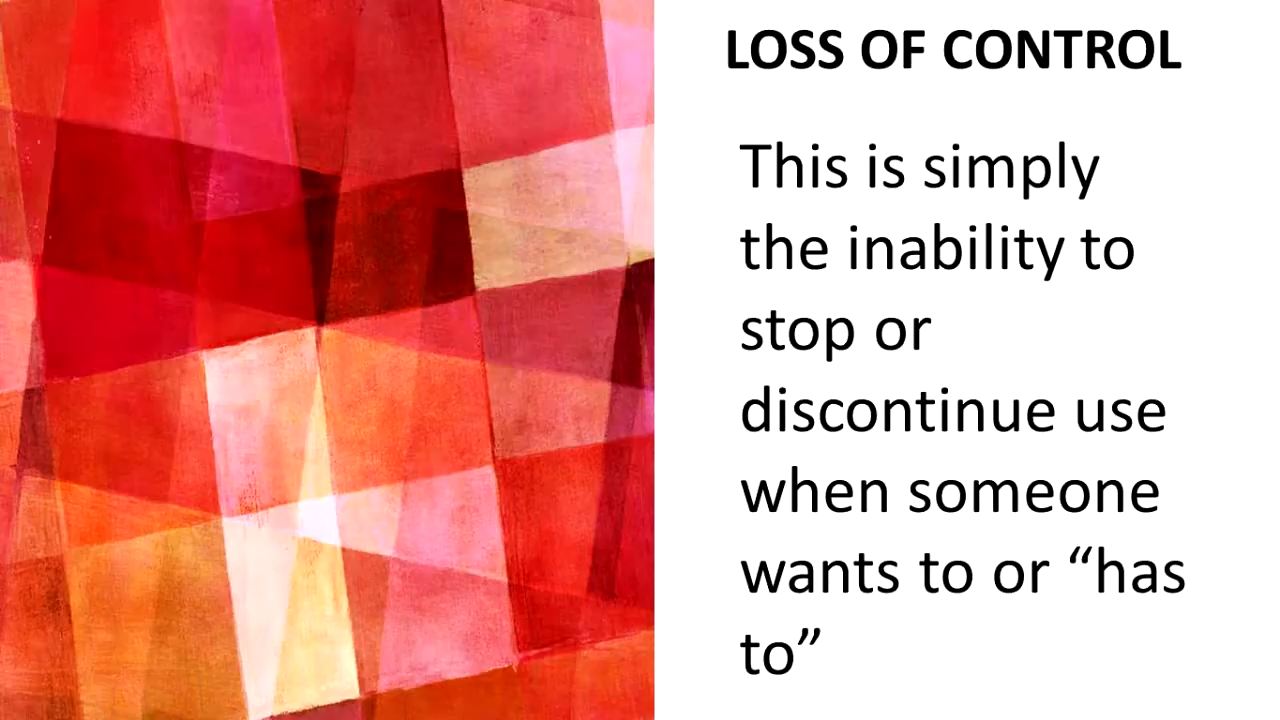 LOSS OF CONTROL
This is simply
the inability to
stop or
discontinue use
when someone
wants to or “has
to”